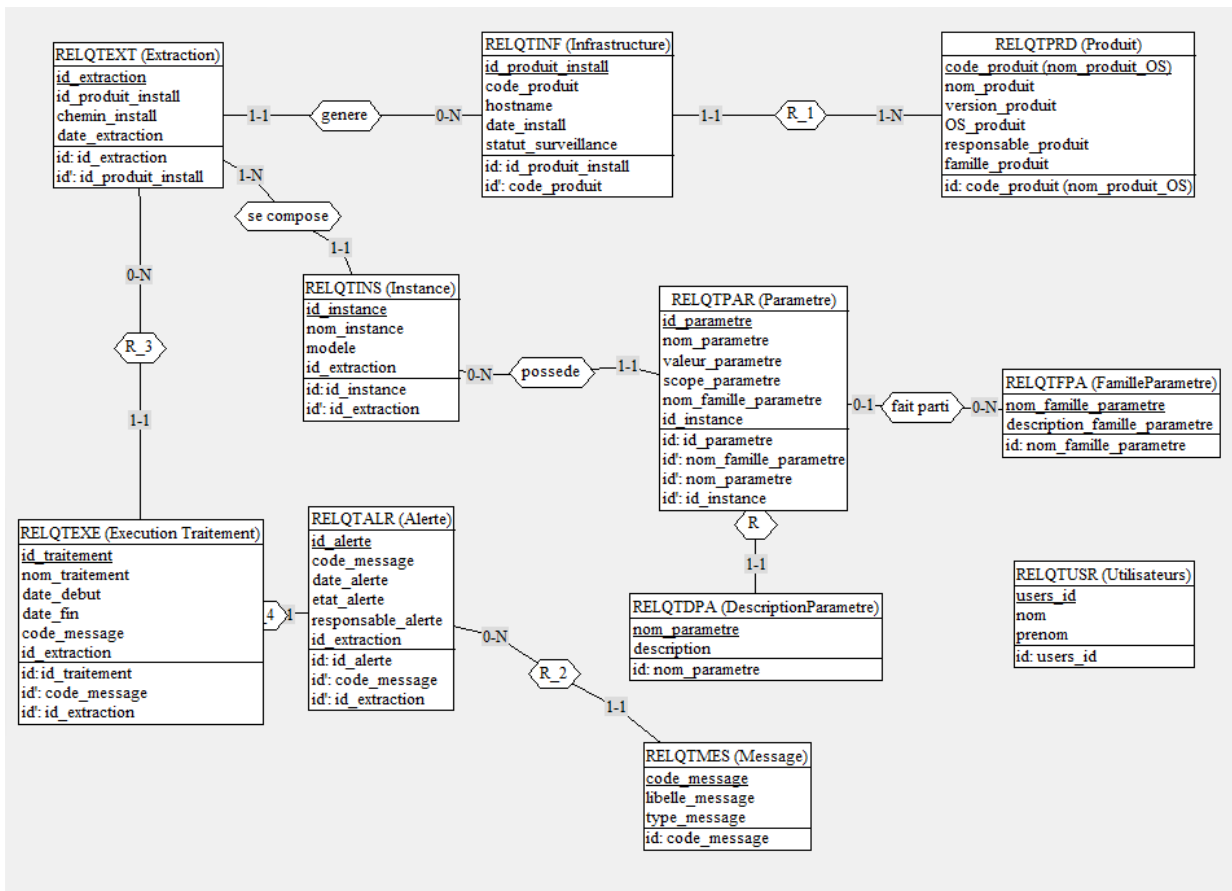 RELQTEXT (Extraction)
id_extraction
id_produit_install
chemin_install
date_extraction
id: id_extraction
id': id_produit_install
1-1
genere
0-N
RELQTINF (Infrastructure)
id_produit_install
code_produit
hostname
date_install
statut_surveillance
id: id_produit_install
id': code_produit
1-1
R_1
1-N
RELQTPRD (Produit)
code_produit (nom_produit_OS)
nom_produit
version_produit
OS_produit
responsable_produit
famille_produit
id: code_produit (nom_produit_OS)
1-N
se compose
1-1
0-N
R_3
1-1
RELQTINS (Instance)
id_instance
nom_instance
modele
id_extraction
id: id_instance
id': id_extraction
0-N
possede
1-1
RELQTPAR (Parametre)
id_parametre
nom_parametre
valeur_parametre
scope_parametre
nom_famille_parametre
id_instance
id: id_parametre
id': nom_famille_parametre
id': nom_parametre
id': id_instance
0-1
fait parti
0-N
RELQTFPA (FamilleParametre)
nom_famille_parametre
description_famille_parametre
id: nom_famille_parametre
R
1-1
RELQTEXE (Execution Traitement)
id_traitement
nom_traitement
date_debut
date_fin
code_message
id_extraction
id: id_traitement
id': code_message
id': id_extraction
_4
1
RELQTALR (Alerte)
id_alerte
code_message
date_alerte
etat_alerte
responsable_alerte
id_extraction
id: id_alerte
id': code_message
id': id_extraction
0-N
R_2
1-1
RELQTDPA (DescriptionParametre)
nom_parametre
description
id: nom_parametre
RELQTUSR (Utilisateurs)
users_id
nom
prenom
id: users_id
RELQTMES (Message)
code_message
libelle_message
type_message
id: code_message